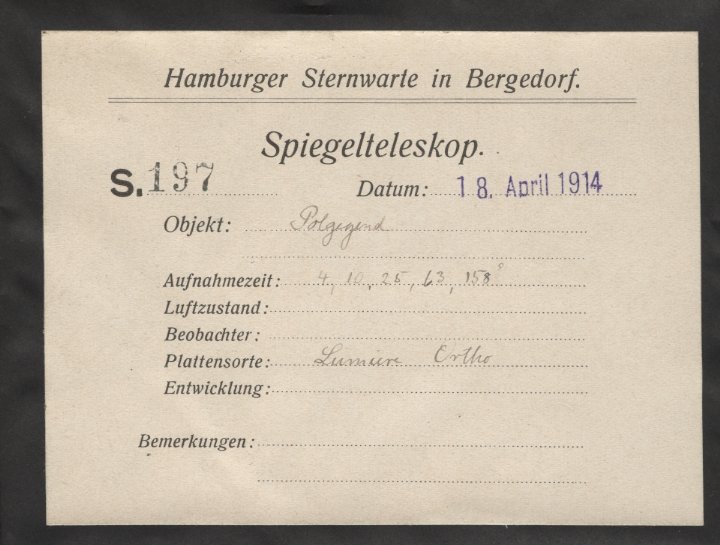 Hamburger Sternwarte in Bergedorf.
Spiegelteleskop.
S. 197 Datum: 18. April 1914
Objekt: Polgegend
Aufnahmezeit: 4, 10, 25, 63, 158ˢ
Luftzustand:
Beobachter:
Plattensorte: Lumière Ortho
Entwicklung:
Bemerkungen: